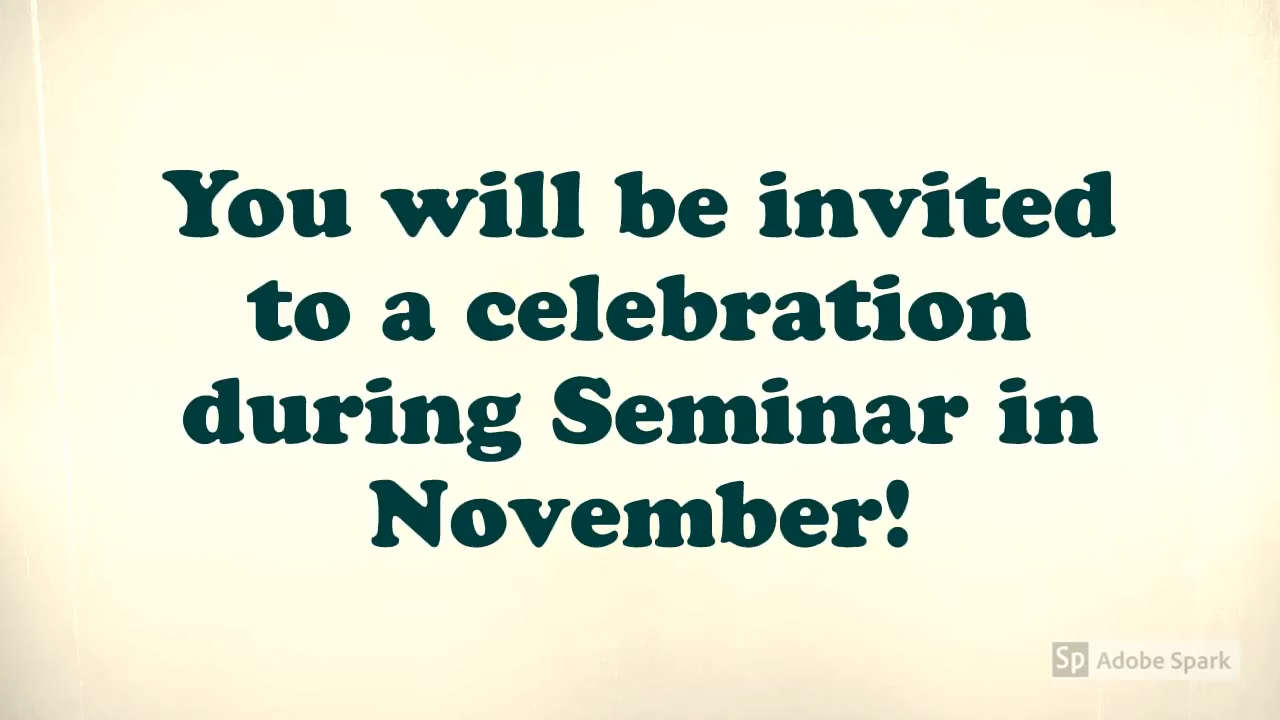 You will be invited
to a celebration
during Seminar in
November!
Sp Adobe Spark